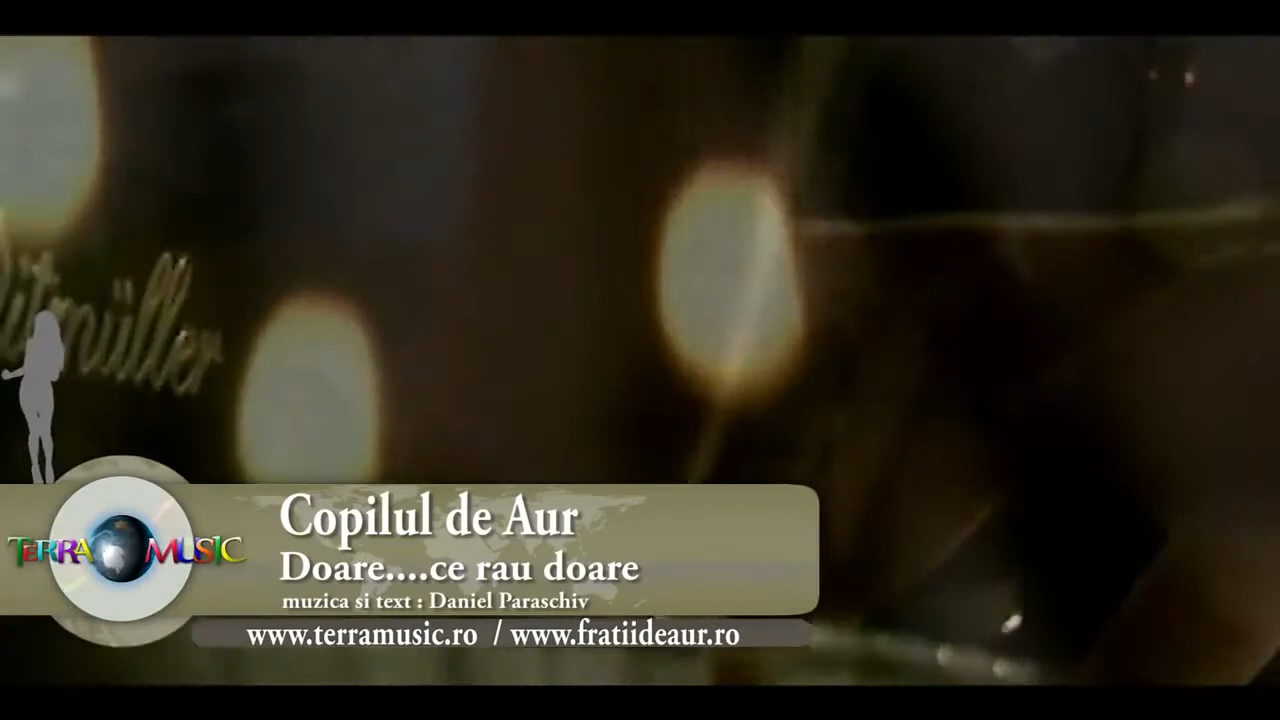 Ritmüller
Copilul de Aur
Doare....ce rau doare
TERRA MUSIC
muzica si text : Daniel Paraschiv
www.terramusic.ro / www.fratiideaur.ro